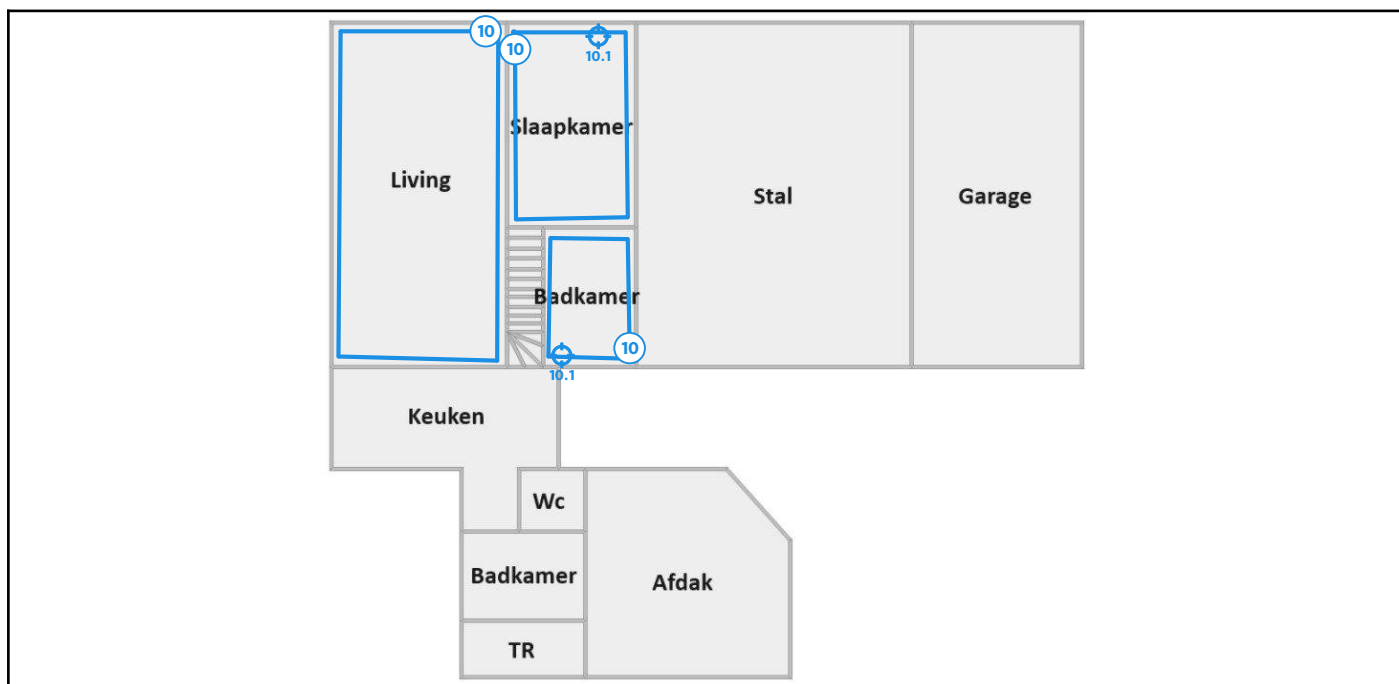 10
10
10.1
Slaapkamer
Living
Stal
Garage
Badkamer
10
10.1
Keuken
Wc
Badkamer
Afdak
TR